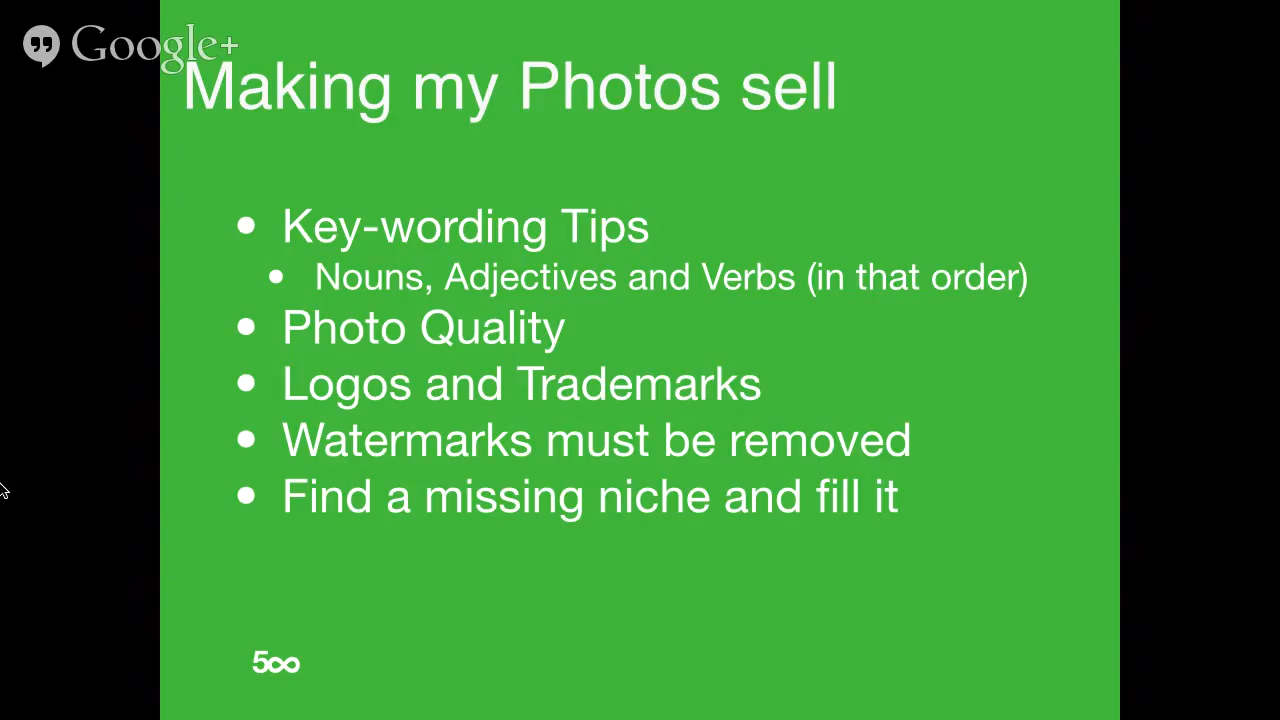 Google+
Making my Photos sell
• Key-wording Tips
• Nouns, Adjectives and Verbs (in that order)
• Photo Quality
• Logos and Trademarks
• Watermarks must be removed
• Find a missing niche and fill it
5∞